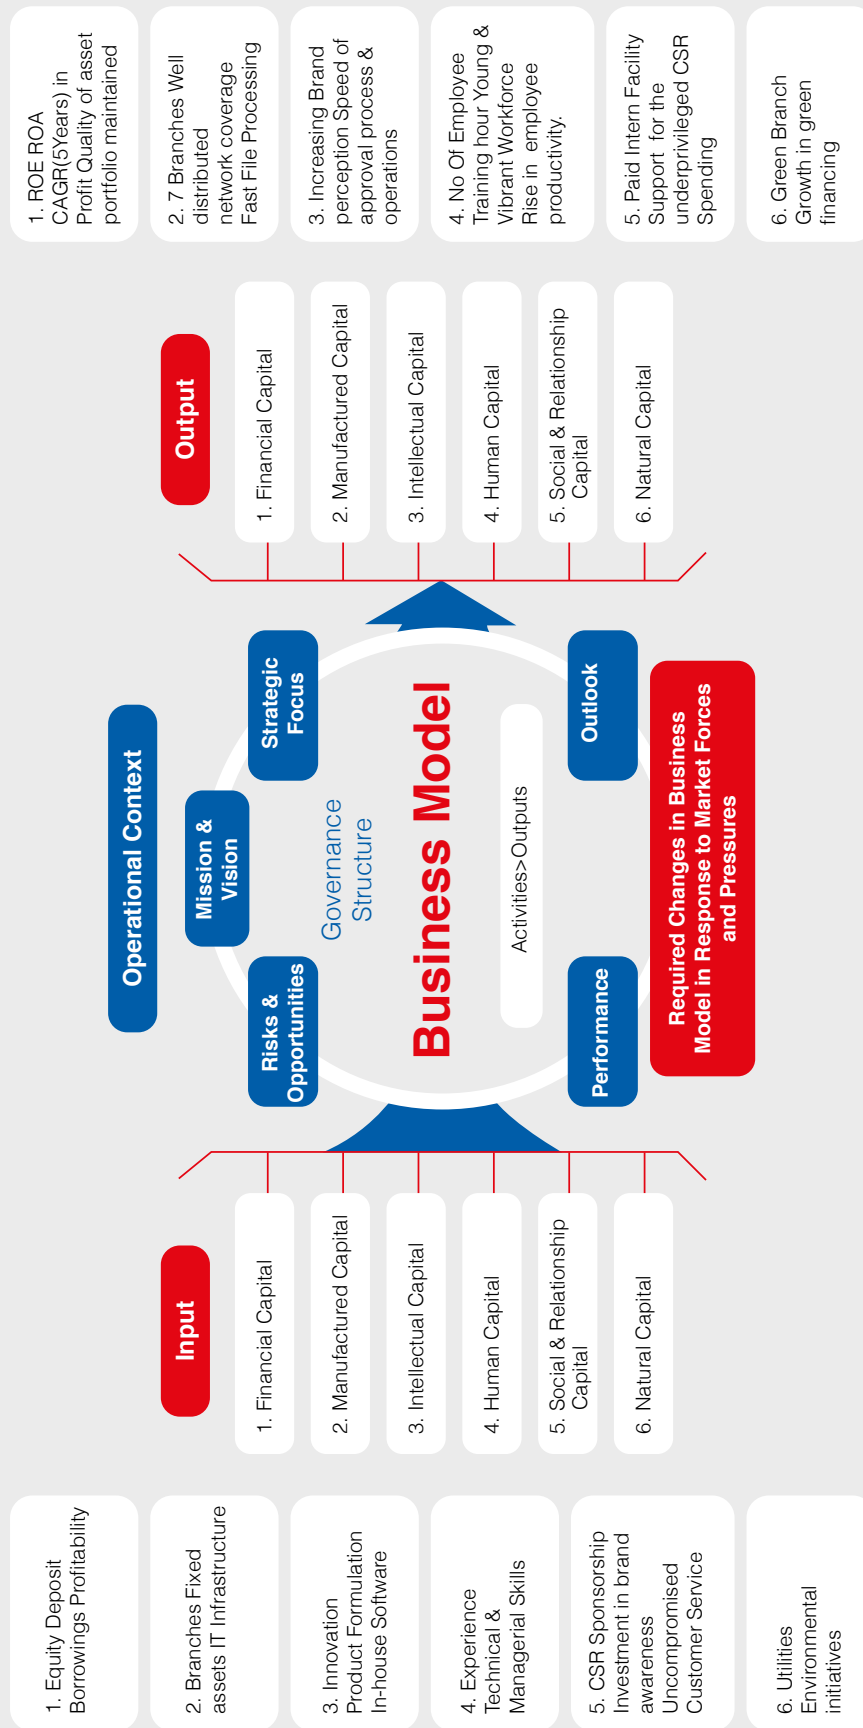 1. Equity Deposit
Borrowings Profitability
2. Branches Fixed
assets IT Infrastructure
3. Innovation
Product Formulation
In-house Software
4. Experience
Technical &
Managerial Skills
5. CSR Sponsorship
Investment in brand
awareness
Uncompromised
Customer Service
6. Utilities
Environmental
initiatives
Input
1. Financial Capital
2. Manufactured Capital
3. Intellectual Capital
4. Human Capital
5. Social & Relationship
Capital
6. Natural Capital
Operational Context
Mission &
Vision
Risks &
Opportunities
Strategic
Focus
Governance
Structure
Business Model
Activities>Outputs
Performance
Outlook
Required Changes in Business
Model in Response to Market Forces
and Pressures
Output
1. Financial Capital
2. Manufactured Capital
3. Intellectual Capital
4. Human Capital
5. Social & Relationship
Capital
6. Natural Capital
1. ROE ROA
CAGR(5Years) in
Profit Quality of asset
portfolio maintained
2. 7 Branches Well
distributed
network coverage
Fast File Processing
3. Increasing Brand
perception Speed of
approval process &
operations
4. No Of Employee
Training hour Young &
Vibrant Workforce
Rise in employee
productivity.
5. Paid Intern Facility
Support for the
underprivileged CSR
Spending
6. Green Branch
Growth in green
financing